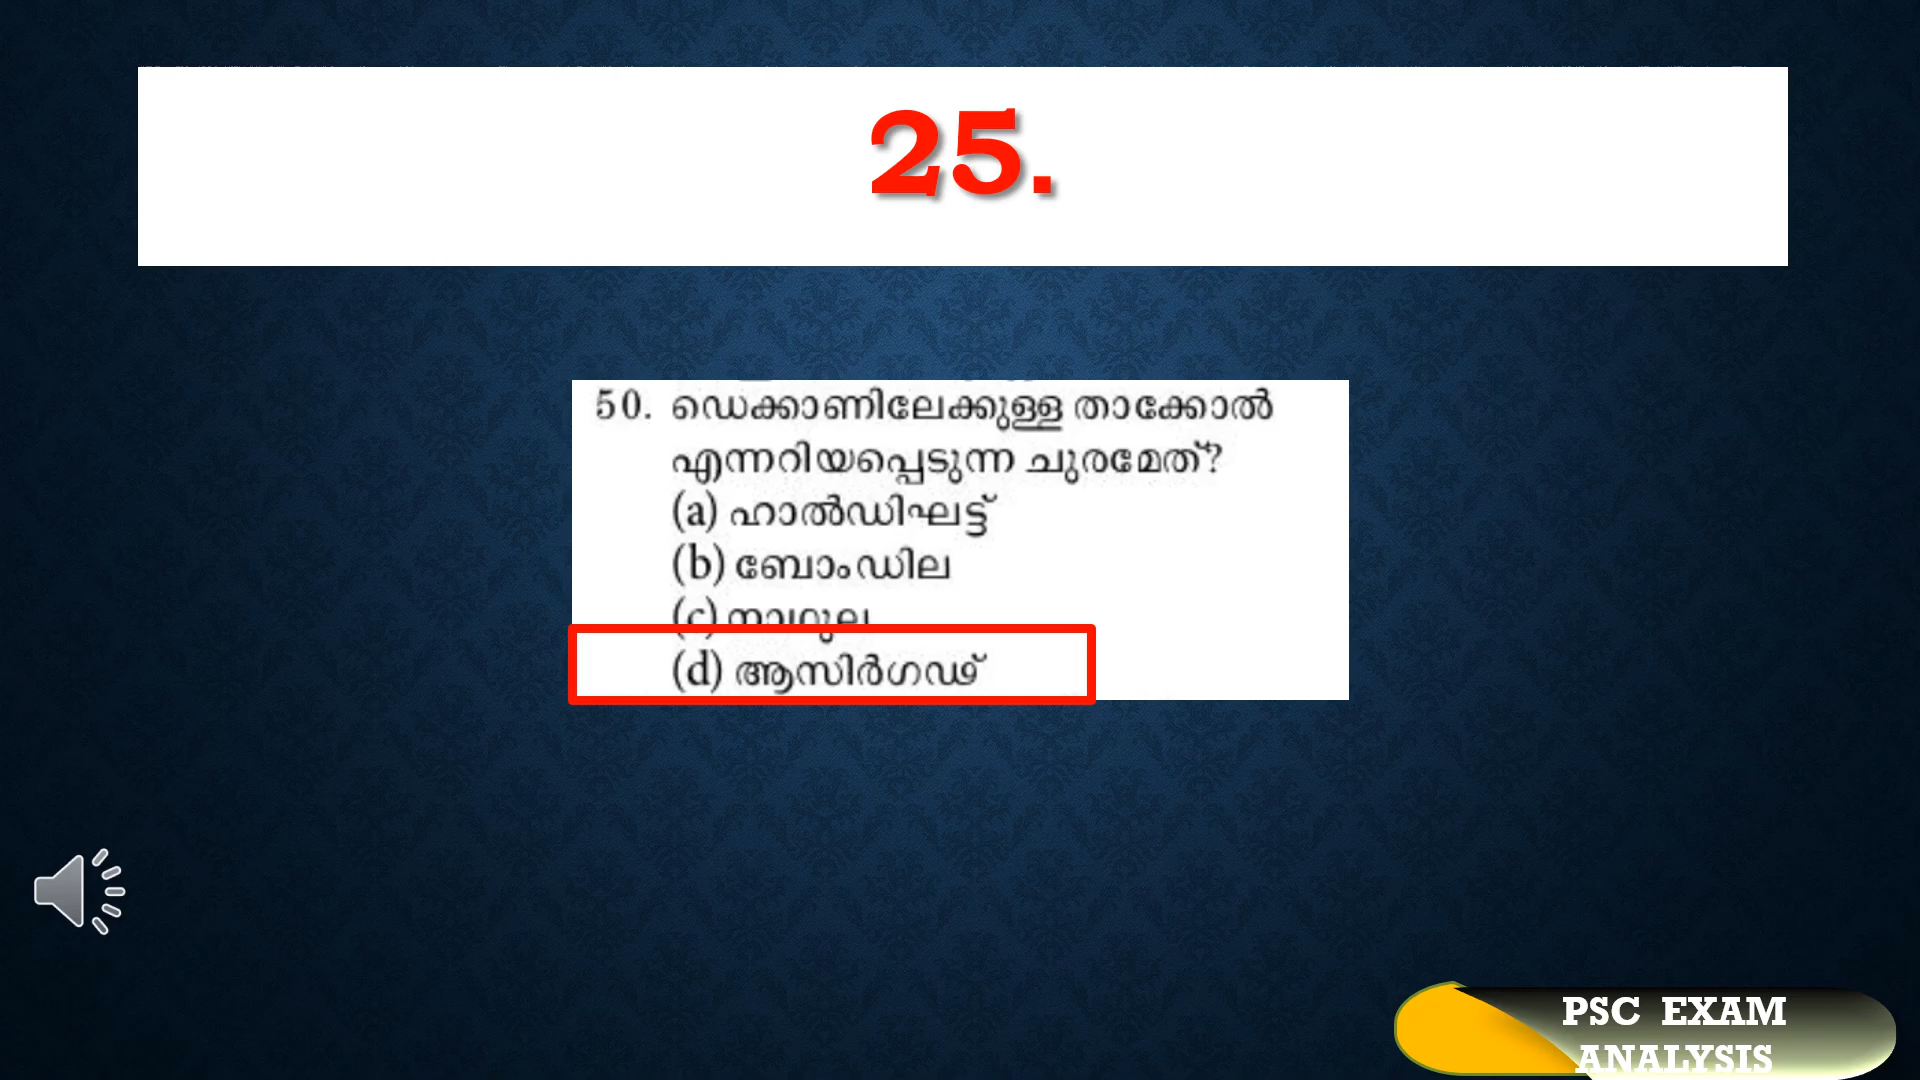 25.
50. ഡെക്കാണിലേക്കുള്ള താക്കോൽ
എന്നറിയപ്പെടുന്ന ചുരമേത്?
(a) ഹാൽഡിഘട്ട്
(b) ബോംഡില
(c) നാഥുല
(d) ആസിർഗഢ്
PSC EXAM
ANALYSIS